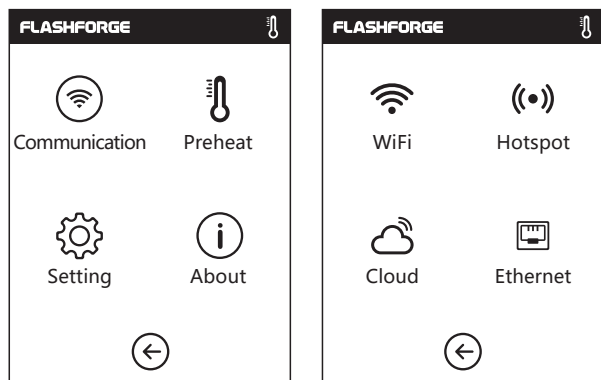 FLASHFORGE
Communication Preheat
Setting About
FLASHFORGE
WiFi Hotspot
Cloud Ethernet